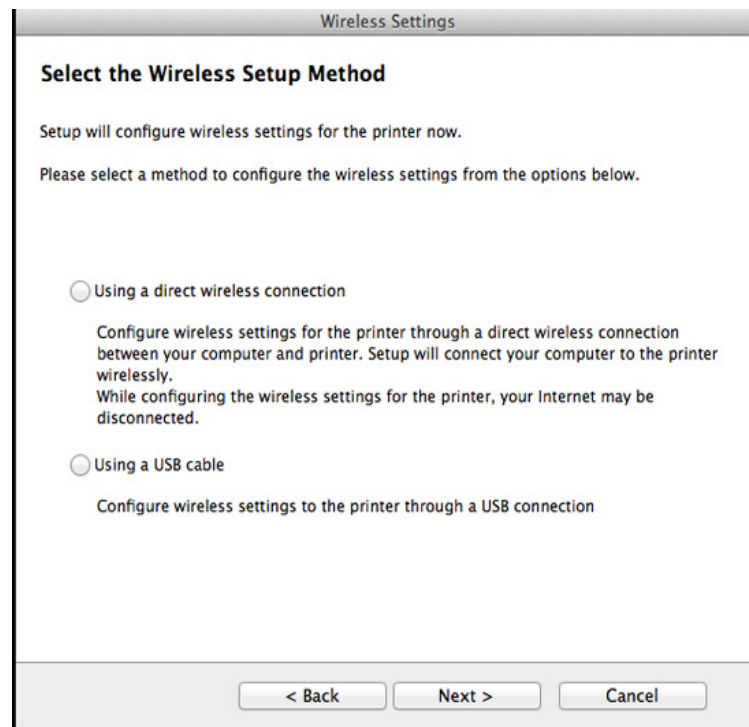 Wireless Settings
Select the Wireless Setup Method
Setup will configure wireless settings for the printer now.
Please select a method to configure the wireless settings from the options below.
Using a direct wireless connection
Configure wireless settings for the printer through a direct wireless connection
between your computer and printer. Setup will connect your computer to the printer
wirelessly.
While configuring the wireless settings for the printer, your Internet may be
disconnected.
Using a USB cable
Configure wireless settings to the printer through a USB connection
< Back Next > Cancel